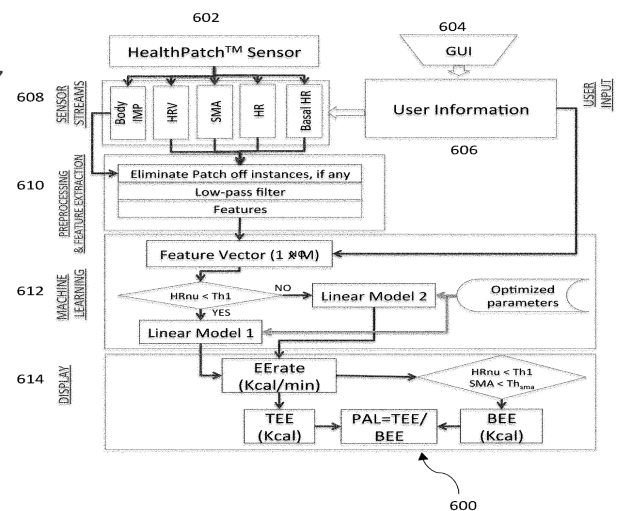 602
604
HealthPatch™ Sensor
GUI
608
SENSOR
STREAMS
Body
IMP
HRV
SMA
HR
Basal HR
User Information
USER
INPUT
606
610
PREPROCESSING
& FEATURE EXTRACTION
Eliminate Patch off instances, if any
Low-pass filter
Features
612
MACHINE
LEARNING
Feature Vector (1 x M)
HRnu < Th1
NO
Linear Model 2
Optimized
parameters
YES
Linear Model 1
614
DISPLAY
EErate
(Kcal/min)
HRnu < Th1
SMA < Th_sma
TEE
(Kcal)
PAL=TEE/
BEE
BEE
(Kcal)
600